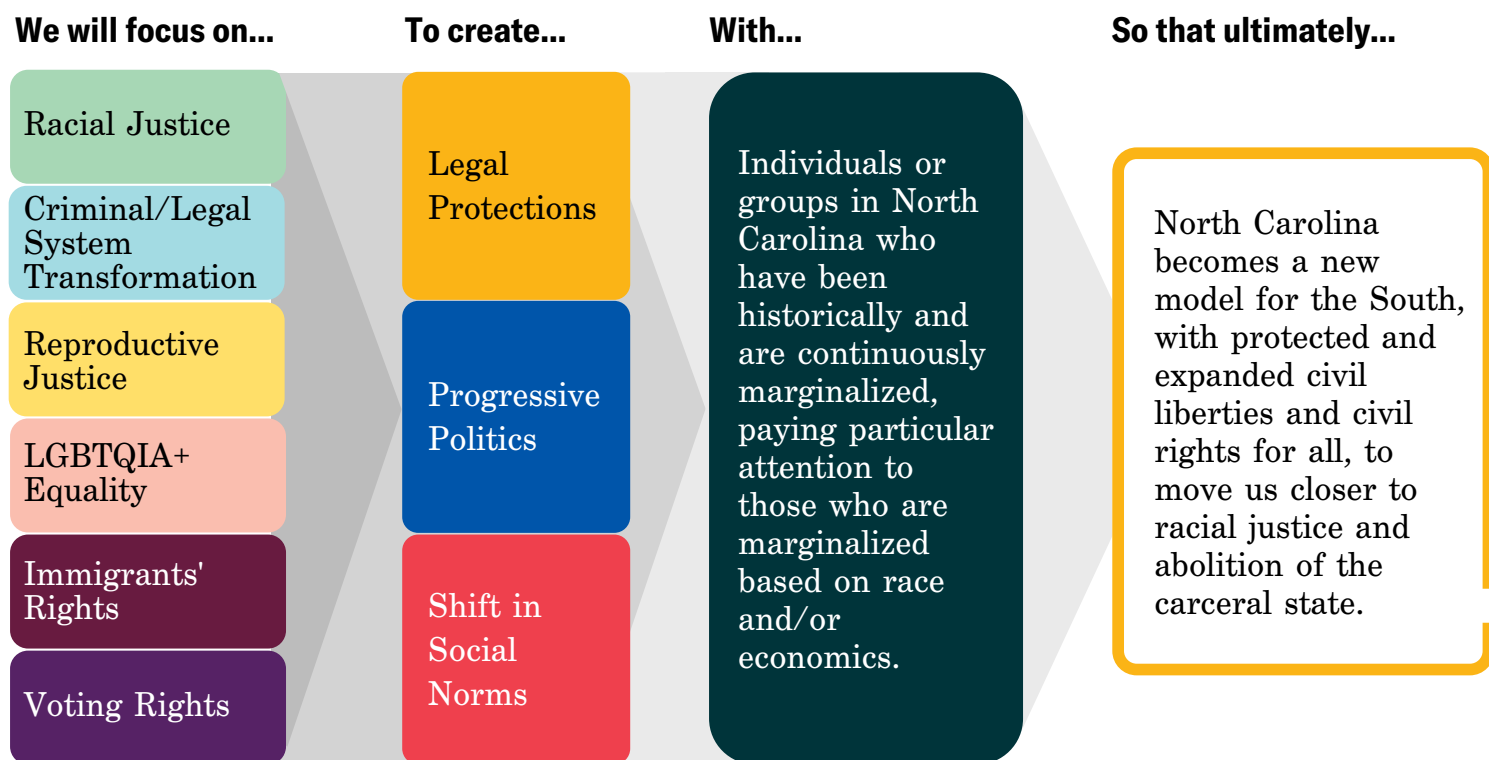 We will focus on...
To create...
With...
So that ultimately...
Racial Justice
Criminal/Legal
System
Transformation
Reproductive
Justice
LGBTQIA+
Equality
Immigrants'
Rights
Voting Rights
Legal
Protections
Progressive
Politics
Shift in
Social
Norms
Individuals or
groups in North
Carolina who
have been
historically and
are continuously
marginalized,
paying particular
attention to
those who are
marginalized
based on race
and/or
economics.
North Carolina
becomes a new
model for the South,
with protected and
expanded civil
liberties and civil
rights for all, to
move us closer to
racial justice and
abolition of the
carceral state.